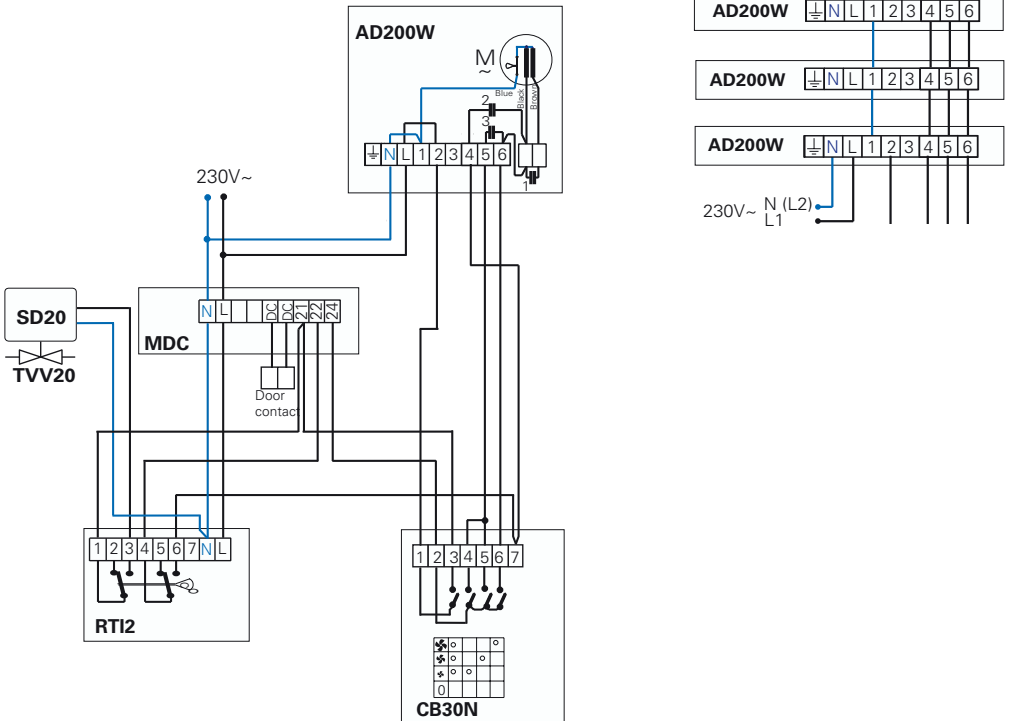 AD200W
M
~
Blue
Black
Brown
2
3
N L 1 2 3 4 5 6
1
230V~
SD20
TVV20
N L DC DC 21 22 24
MDC
Door
contact
1 2 3 4 5 6 7 N L
RTI2
1 2 3 4 5 6 7
0
CB30N
AD200W N L 1 2 3 4 5 6
AD200W N L 1 2 3 4 5 6
AD200W N L 1 2 3 4 5 6
230V~ N (L2)
L1